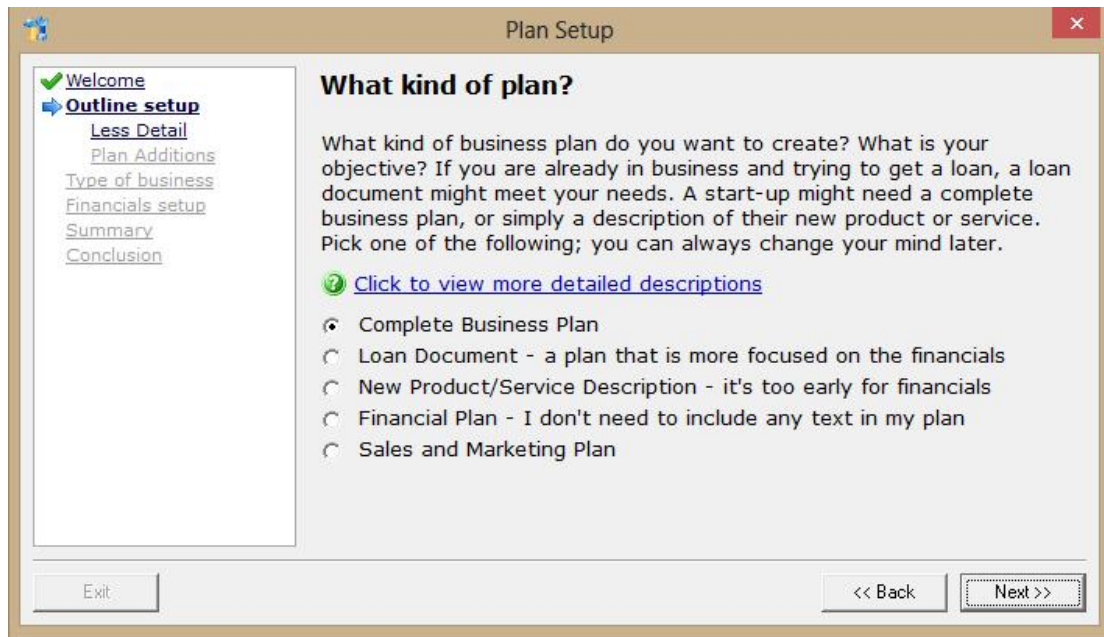 Plan Setup
Welcome
Outline setup
Less Detail
Plan Additions
Type of business
Financials setup
Summary
Conclusion
What kind of plan?
What kind of business plan do you want to create? What is your
objective? If you are already in business and trying to get a loan, a loan
document might meet your needs. A start-up might need a complete
business plan, or simply a description of their new product or service.
Pick one of the following; you can always change your mind later.
Click to view more detailed descriptions
Complete Business Plan
Loan Document - a plan that is more focused on the financials
New Product/Service Description - it's too early for financials
Financial Plan - I don't need to include any text in my plan
Sales and Marketing Plan
Exit
<< Back
Next >>